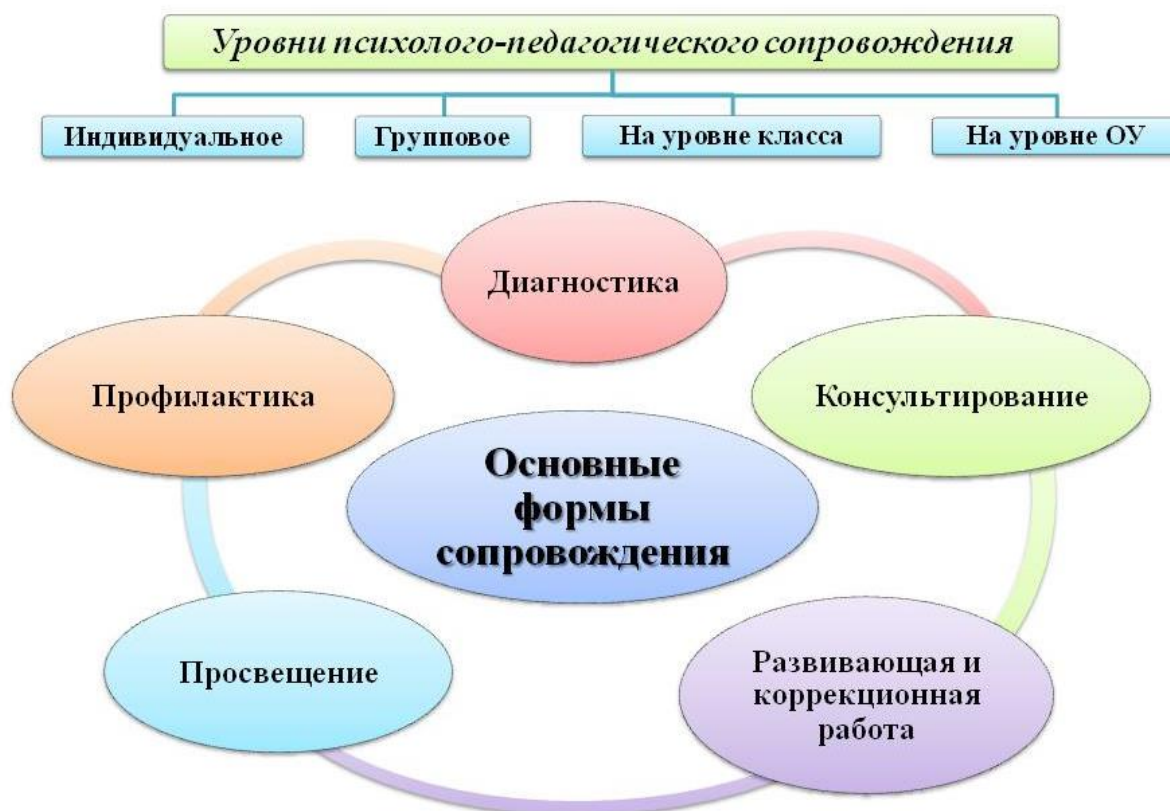 Уровни психолого-педагогического сопровождения
Индивидуальное
Групповое
На уровне класса
На уровне ОУ
Диагностика
Профилактика
Консультирование
Основные
формы
сопровождения
Просвещение
Развивающая и
коррекционная
работа